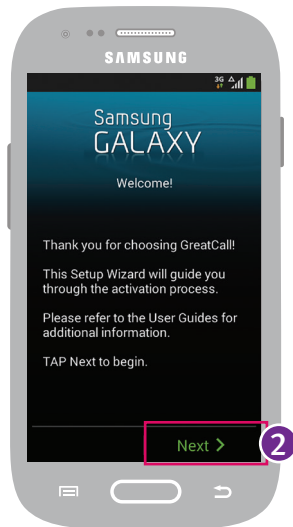 SAMSUNG
3G
Samsung
GALAXY
Welcome!
Thank you for choosing GreatCall!
This Setup Wizard will guide you
through the activation process.
Please refer to the User Guides for
additional information.
TAP Next to begin.
Next
2